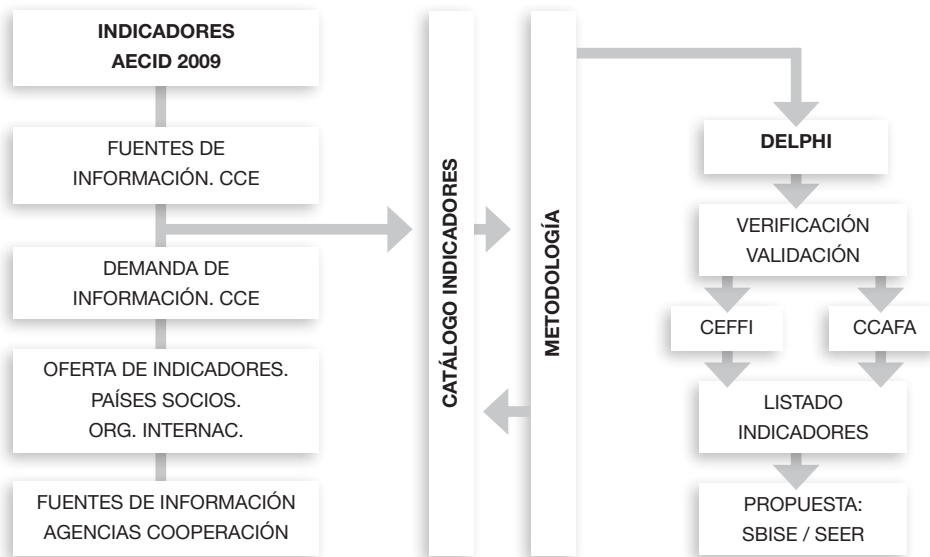 INDICADORES
AECID 2009
FUENTES DE
INFORMACIÓN. CCE
DEMANDA DE
INFORMACIÓN. CCE
OFERTA DE INDICADORES.
PAÍSES SOCIOS.
ORG. INTERNAC.
FUENTES DE INFORMACIÓN
AGENCIAS COOPERACIÓN
CATÁLOGO INDICADORES
METODOLOGÍA
DELPHI
VERIFICACIÓN
VALIDACIÓN
CEFFI
CCAFA
LISTADO
INDICADORES
PROPUESTA:
SBISE / SEER